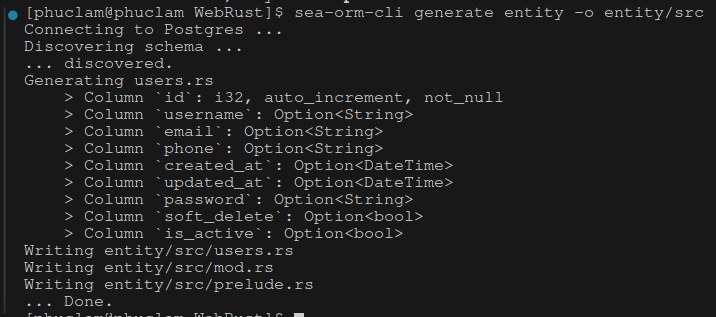 [phuclam@phuclam WebRust]$ sea-orm-cli generate entity -o entity/src
Connecting to Postgres ...
Discovering schema ...
... discovered.
Generating users.rs
    > Column `id`: i32, auto_increment, not_null
    > Column `username`: Option<String>
    > Column `email`: Option<String>
    > Column `phone`: Option<String>
    > Column `created_at`: Option<DateTime>
    > Column `updated_at`: Option<DateTime>
    > Column `password`: Option<String>
    > Column `soft_delete`: Option<bool>
    > Column `is_active`: Option<bool>
Writing entity/src/users.rs
Writing entity/src/mod.rs
Writing entity/src/prelude.rs
... Done.
[phuclam@phuclam WebRust]$